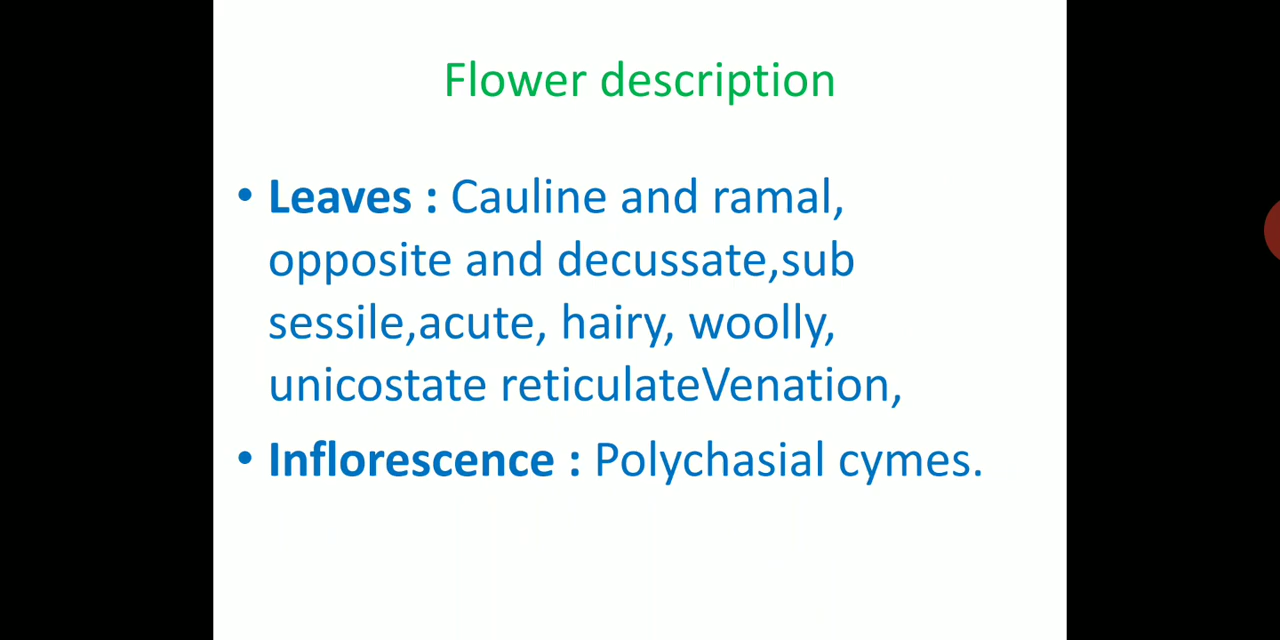 Flower description
• Leaves : Cauline and ramal,
opposite and decussate,sub
sessile,acute, hairy, woolly,
unicostate reticulateVenation,
• Inflorescence : Polychasial cymes.